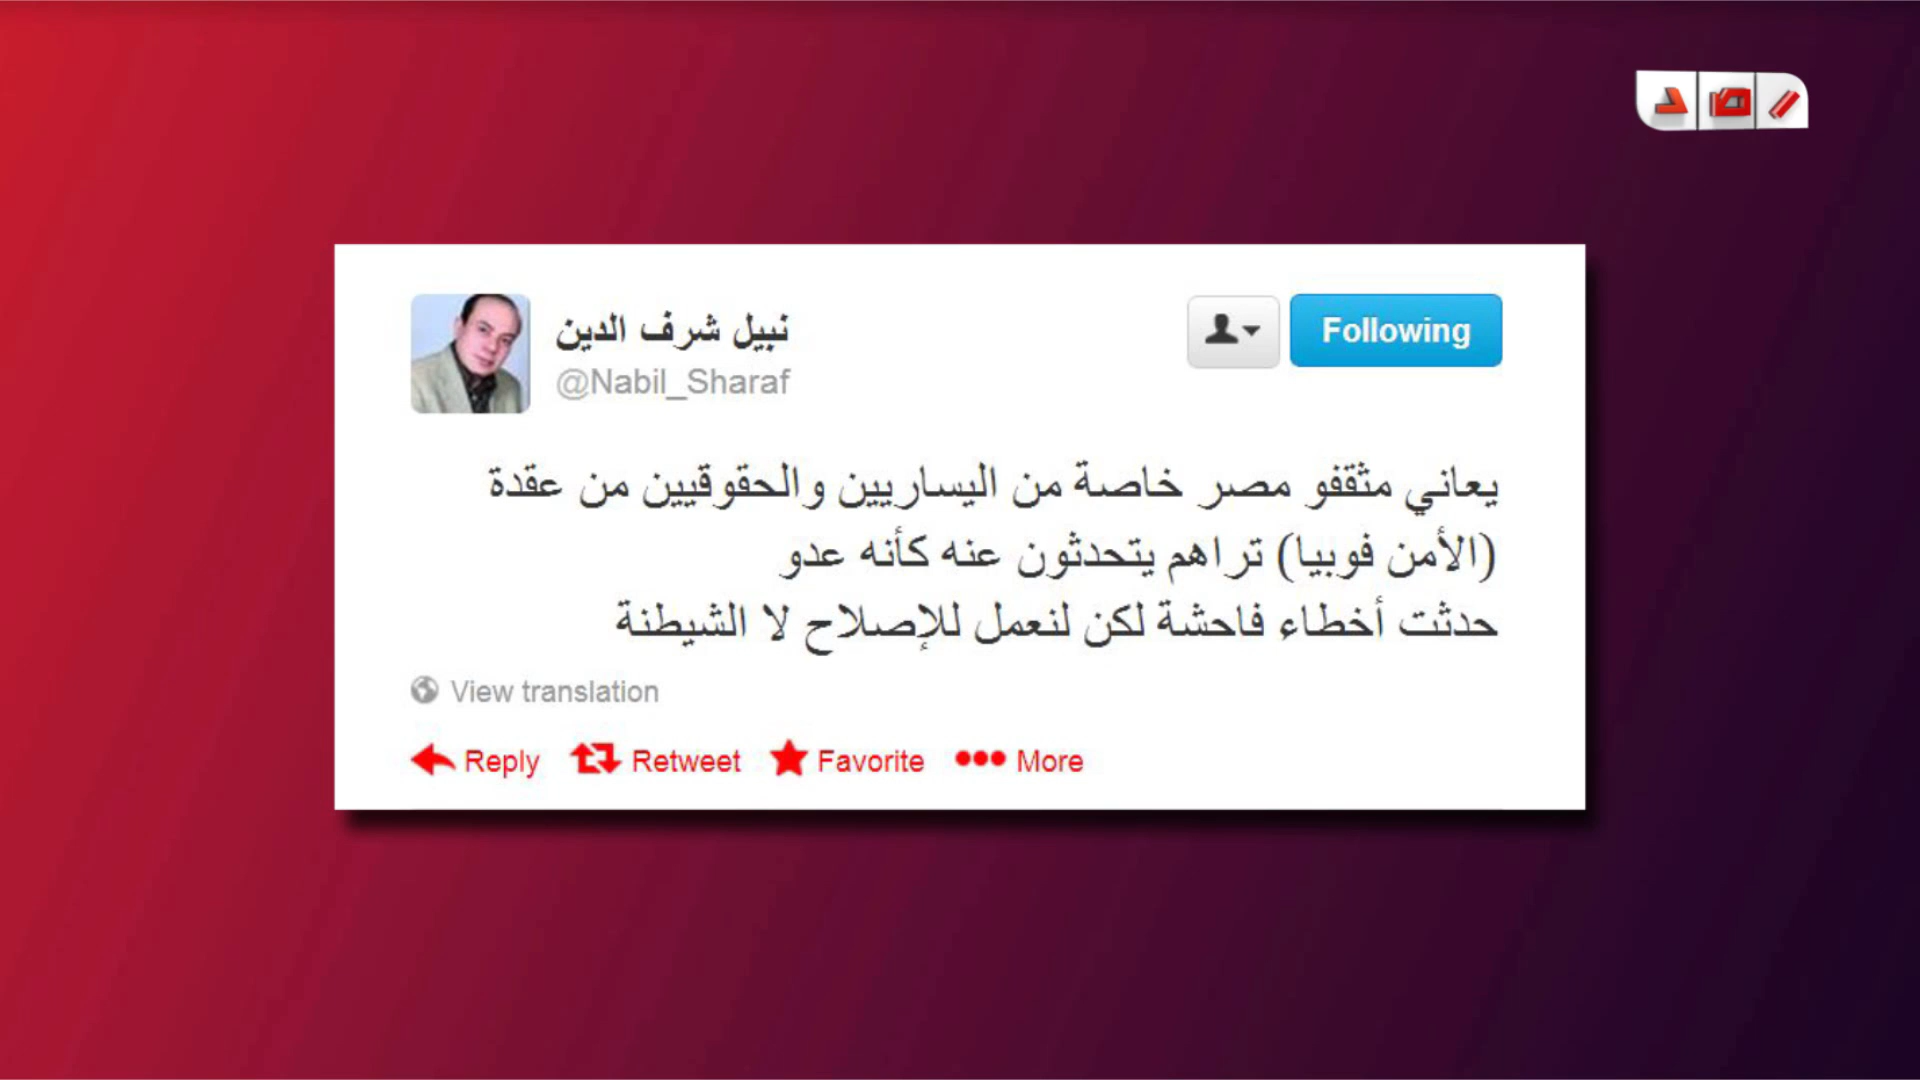 نبيل شرف الدين
@Nabil_Sharaf
Following
يعاني مثقفو مصر خاصة من اليساريين والحقوقيين من عقدة
(الأمن فوبيا) تراهم يتحدثون عنه كأنه عدو
حدثت أخطاء فاحشة لكن لنعمل للإصلاح لا الشيطنة
View translation
Reply Retweet Favorite More